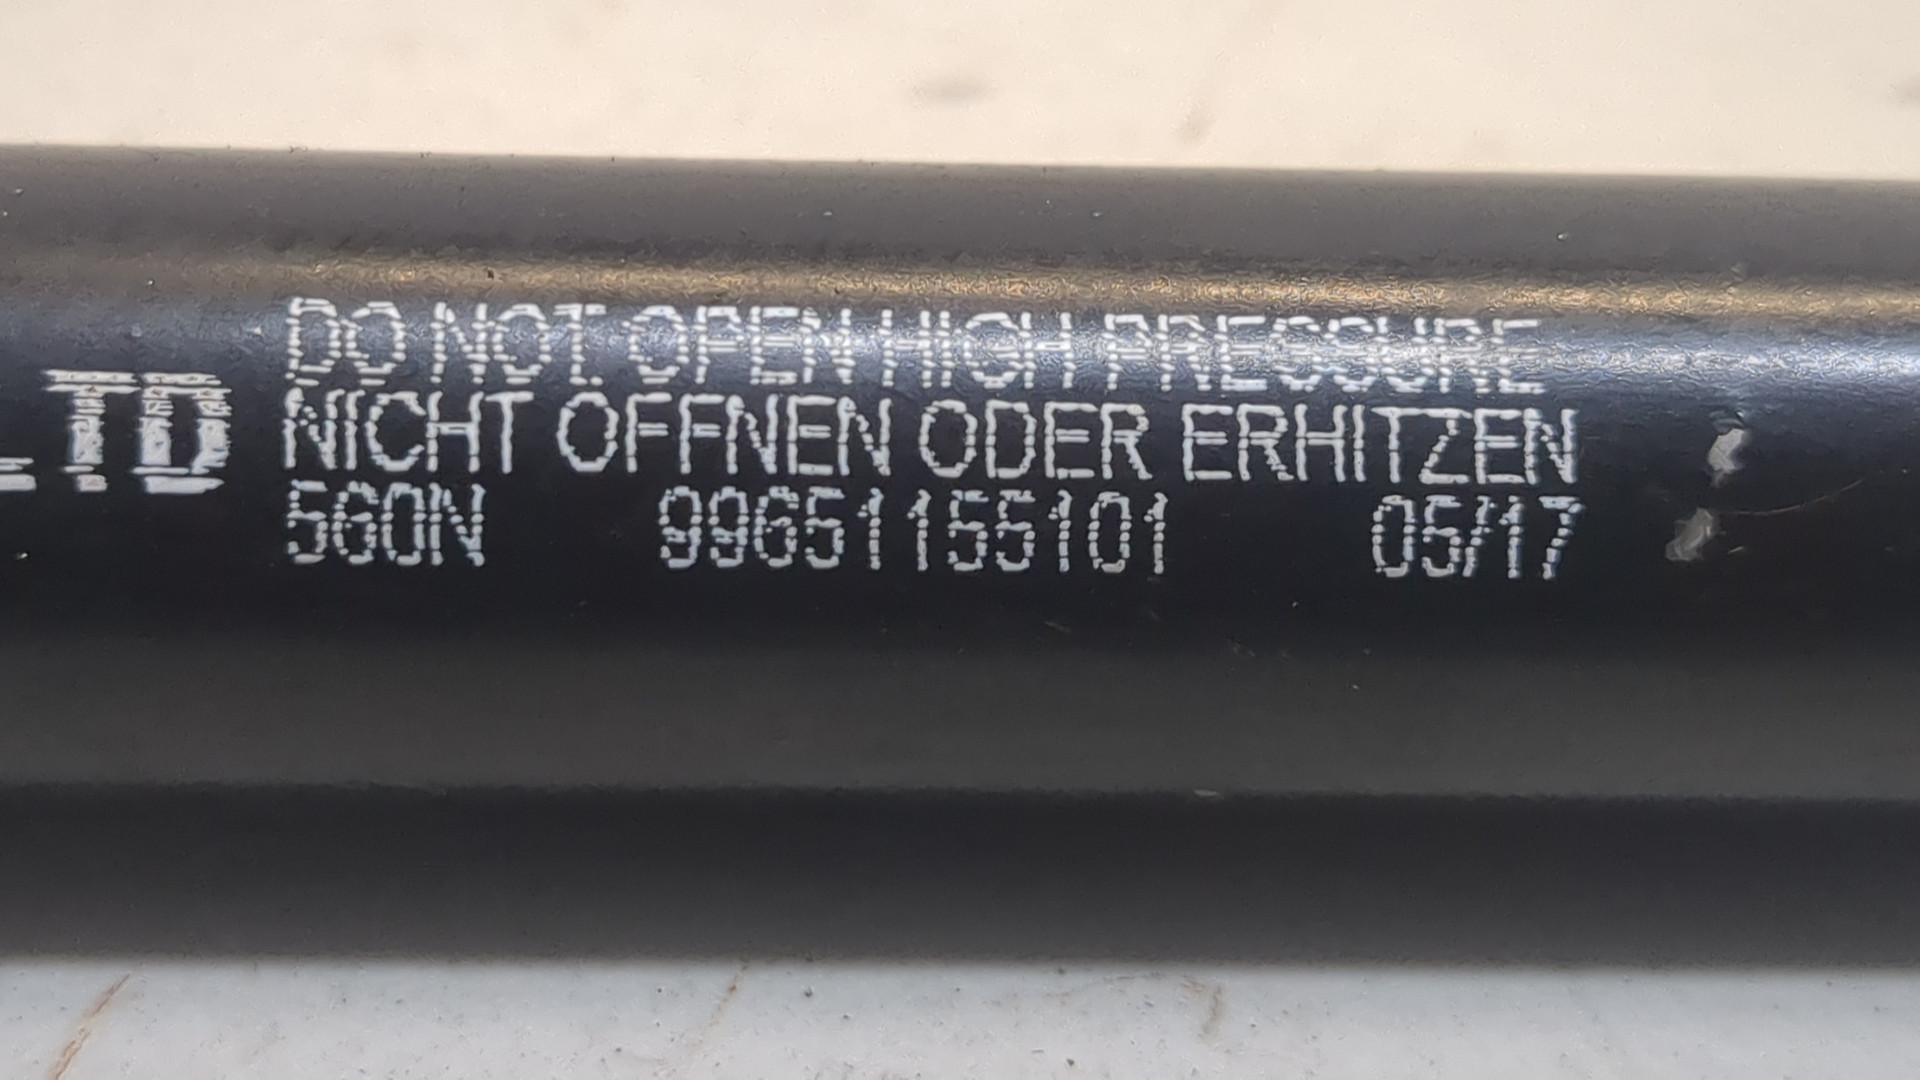 LTD
DO NOT OPEN HIGH PRESSURE
NICHT OFFNEN ODER ERHITZEN
560N 99651155101 05/17